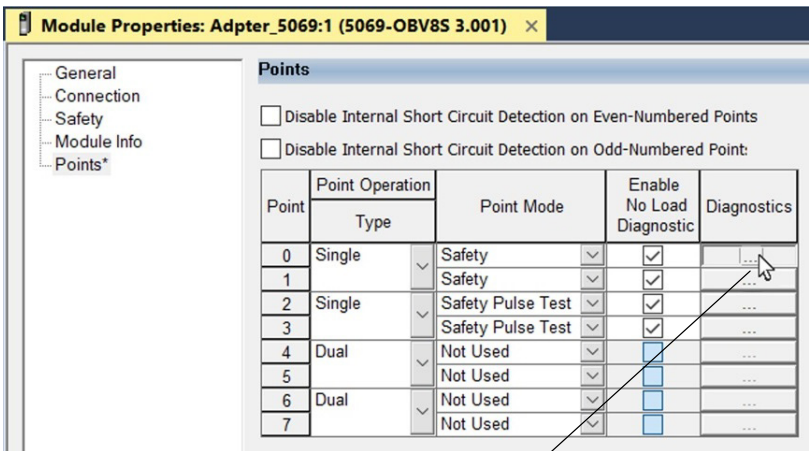 Module Properties: Adpter_5069:1 (5069-OBV8S 3.001) ×
General
Connection
Safety
Module Info
Points*
Points
Disable Internal Short Circuit Detection on Even-Numbered Points
Disable Internal Short Circuit Detection on Odd-Numbered Point:
Point Point Operation Type Point Mode Enable No Load Diagnostic Diagnostics
0 Single Safety ...
1 Safety ...
2 Single Safety Pulse Test ...
3 Safety Pulse Test ...
4 Dual Not Used ...
5 Not Used ...
6 Dual Not Used ...
7 Not Used ...